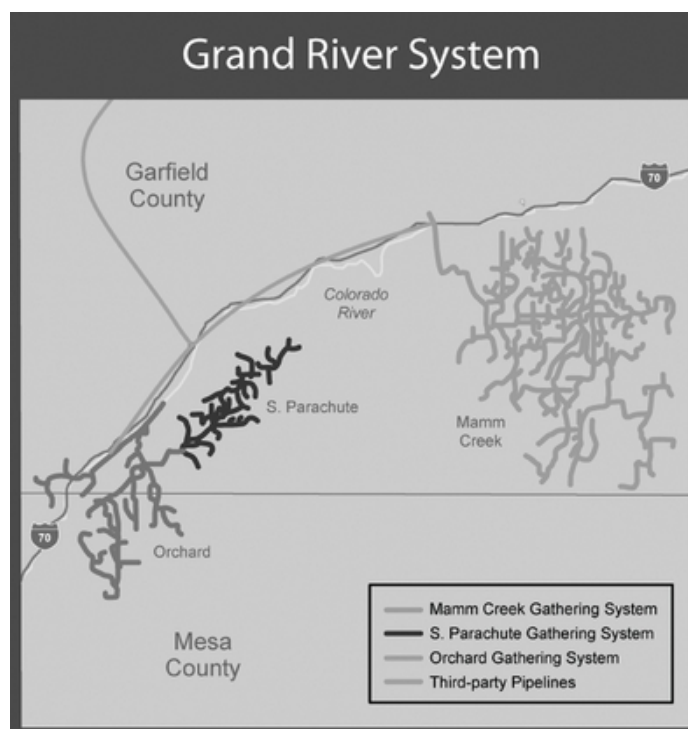 Grand River System
Garfield
County
70
Colorado
River
S. Parachute
Mamm
Creek
70
Orchard
Mesa
County
Mamm Creek Gathering System
S. Parachute Gathering System
Orchard Gathering System
Third-party Pipelines